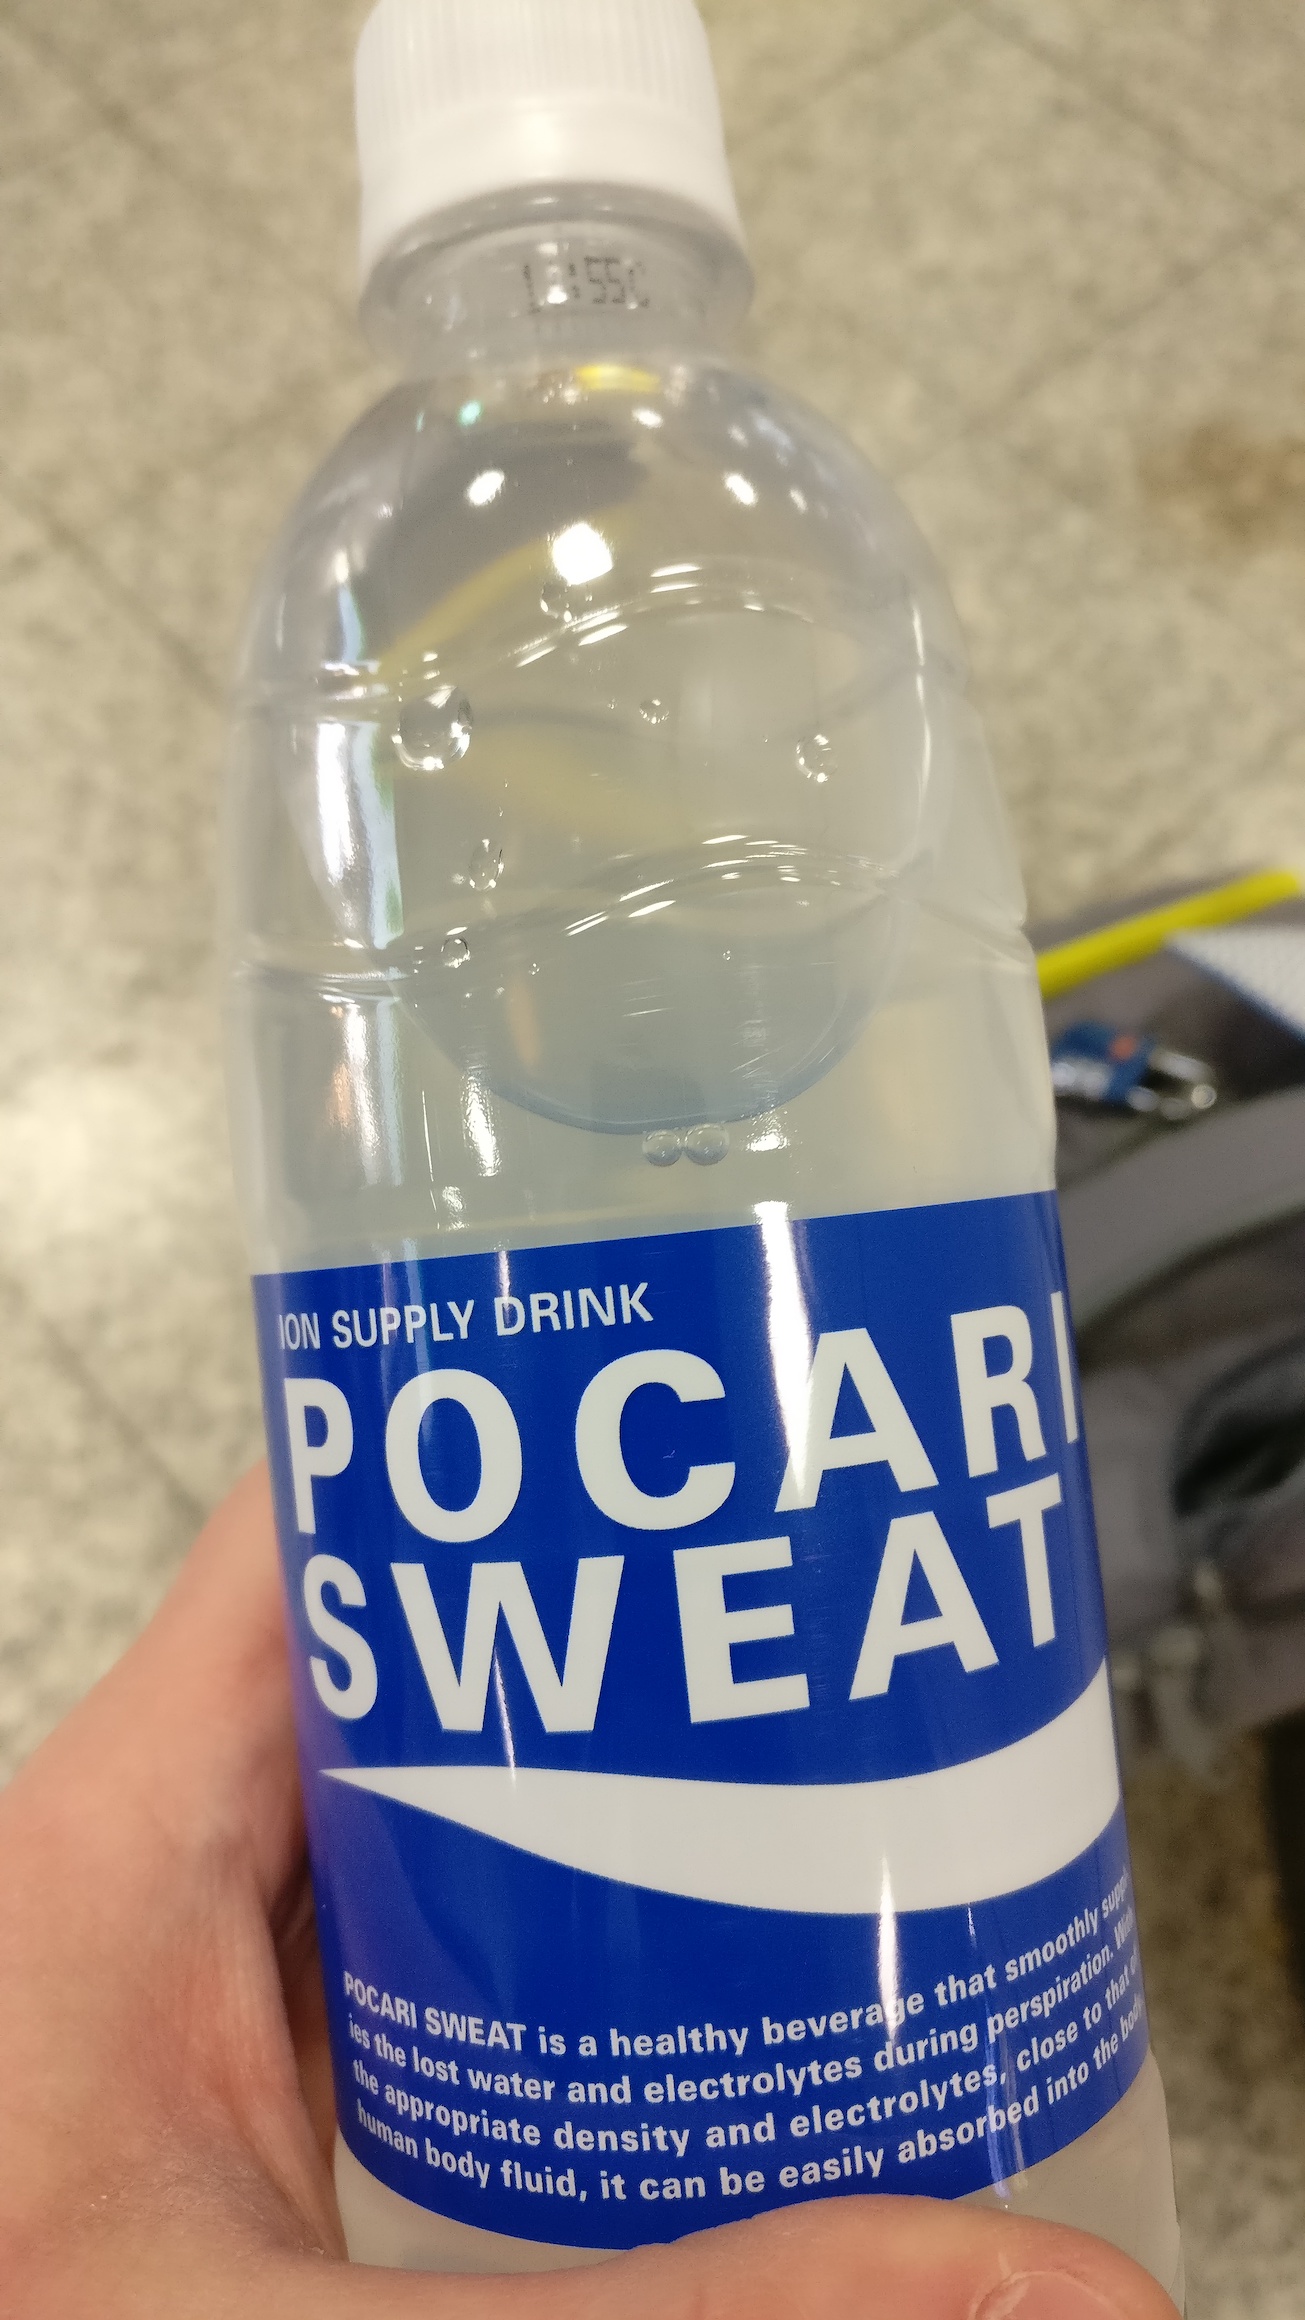 ION SUPPLY DRINK
POCARI
SWEAT
POCARI SWEAT is a healthy beverage that smoothly
ies the lost water and electrolytes during perspiration.
the appropriate density and electrolytes, close to that
human body fluid, it can be easily absorbed into the